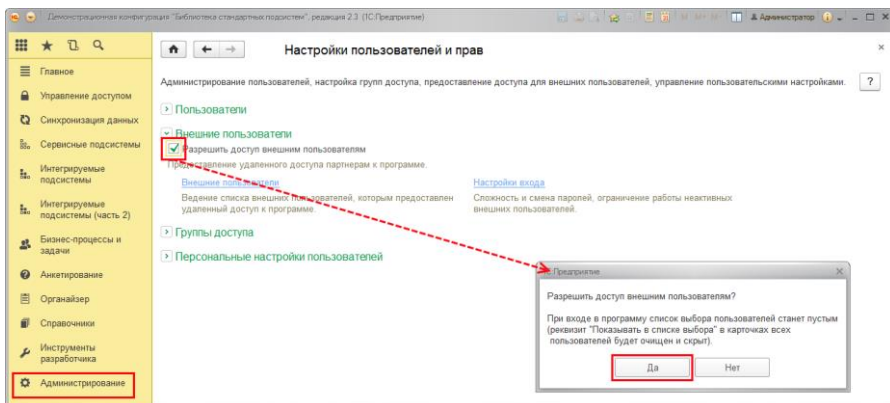 Демонстрационная конфигурация "Библиотека стандартных подсистем", редакция 2.3 (1С:Предприятие)
M M+ M-
Администратор
Главное
Управление доступом
Синхронизация данных
Сервисные подсистемы
Интегрируемые
подсистемы
Интегрируемые
подсистемы (часть 2)
Бизнес-процессы и
задачи
Анкетирование
Органайзер
Справочники
Инструменты
разработчика
Администрирование
Настройки пользователей и прав
Администрирование пользователей, настройка групп доступа, предоставление доступа для внешних пользователей, управление пользовательскими настройками.
?
Пользователи
Внешние пользователи
Разрешить доступ внешним пользователям
Предоставление удаленного доступа партнерам к программе.
Внешние пользователи
Ведение списка внешних пользователей, которым предоставлен
удаленный доступ к программе.
Настройки входа
Сложность и смена паролей, ограничение работы неактивных
внешних пользователей.
Группы доступа
Персональные настройки пользователей
С:Предприятие
Разрешить доступ внешним пользователям?
При входе в программу список выбора пользователей станет пустым
(реквизит "Показывать в списке выбора" в карточках всех
пользователей будет очищен и скрыт).
Да
Нет